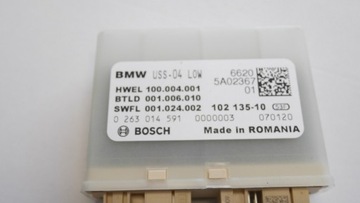 BMW USS-04 LOW 6620
5A02367
HWEL 100.004.001 01
BTLD 001.006.010
SWFL 001.024.002 102 135-10
0 263 014 591 0000003 070120
BOSCH Made in ROMANIA